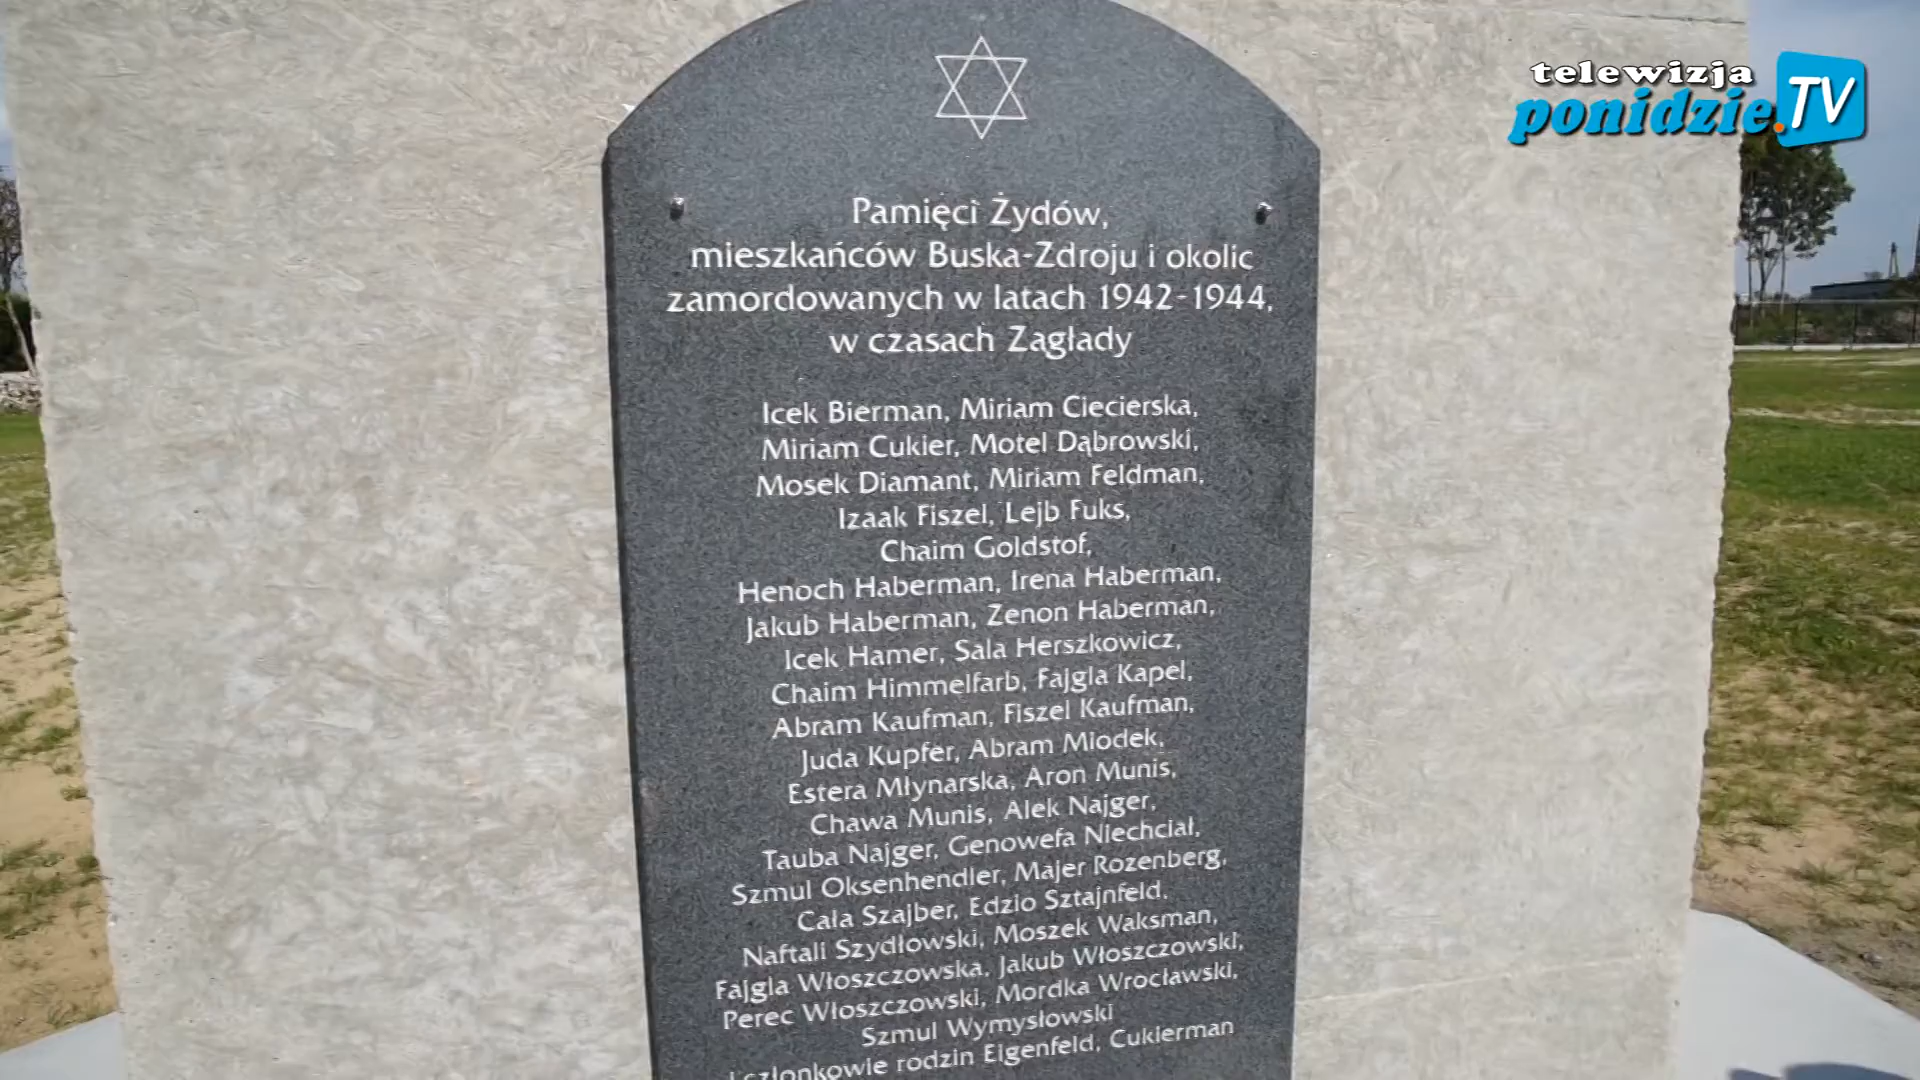 telewizja
ponidzie.TV
Pamięci Żydów,
mieszkańców Buska-Zdroju i okolic
zamordowanych w latach 1942-1944,
w czasach Zagłady
Icek Bierman, Miriam Ciecierska,
Miriam Cukier, Motel Dąbrowski,
Mosek Diamant, Miriam Feldman,
Izaak Fiszel, Lejb Fuks,
Chaim Goldstof,
Henoch Haberman, Irena Haberman,
Jakub Haberman, Zenon Haberman,
Icek Hamer, Sala Herszkowicz,
Chaim Himmelfarb, Fajgla Kapel,
Abram Kaufman, Fiszel Kaufman,
Juda Kupfer, Abram Miodek,
Estera Młynarska, Aron Munis,
Chawa Munis, Alek Najger,
Tauba Najger, Genowefa Niechciał,
Szmul Oksenhendler, Majer Rozenberg,
Cała Szajber, Edzio Sztajnfeld,
Naftali Szydłowski, Moszek Waksman,
Fajgla Włoszczowska, Jakub Włoszczowski,
Perec Włoszczowski, Mordka Wrocławski,
Szmul Wymysłowski
i członkowie rodzin Eigenfeld, Cukierman